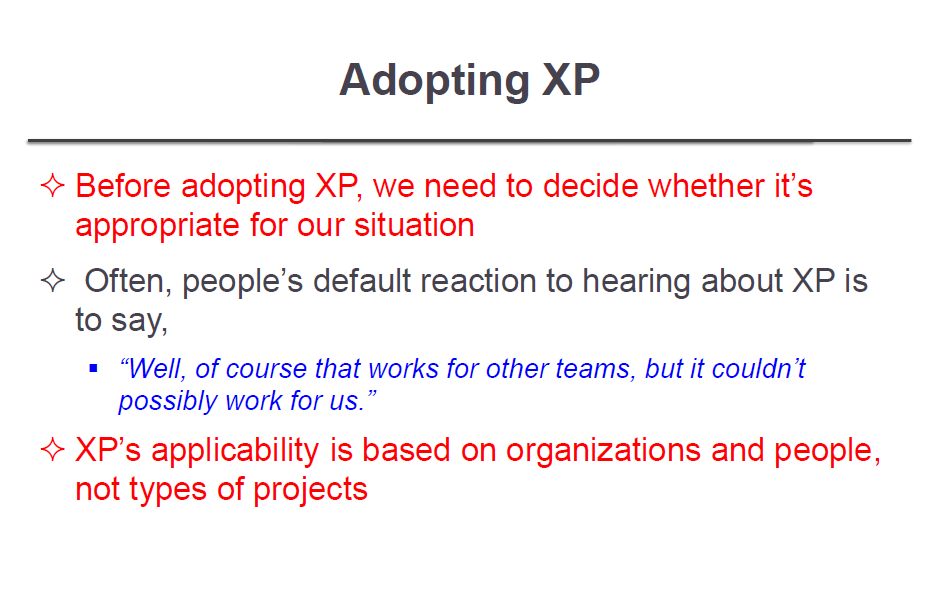 Adopting XP
✧ Before adopting XP, we need to decide whether it’s
appropriate for our situation
✧ Often, people’s default reaction to hearing about XP is
to say,
▪ “Well, of course that works for other teams, but it couldn’t
possibly work for us.”
✧ XP’s applicability is based on organizations and people,
not types of projects